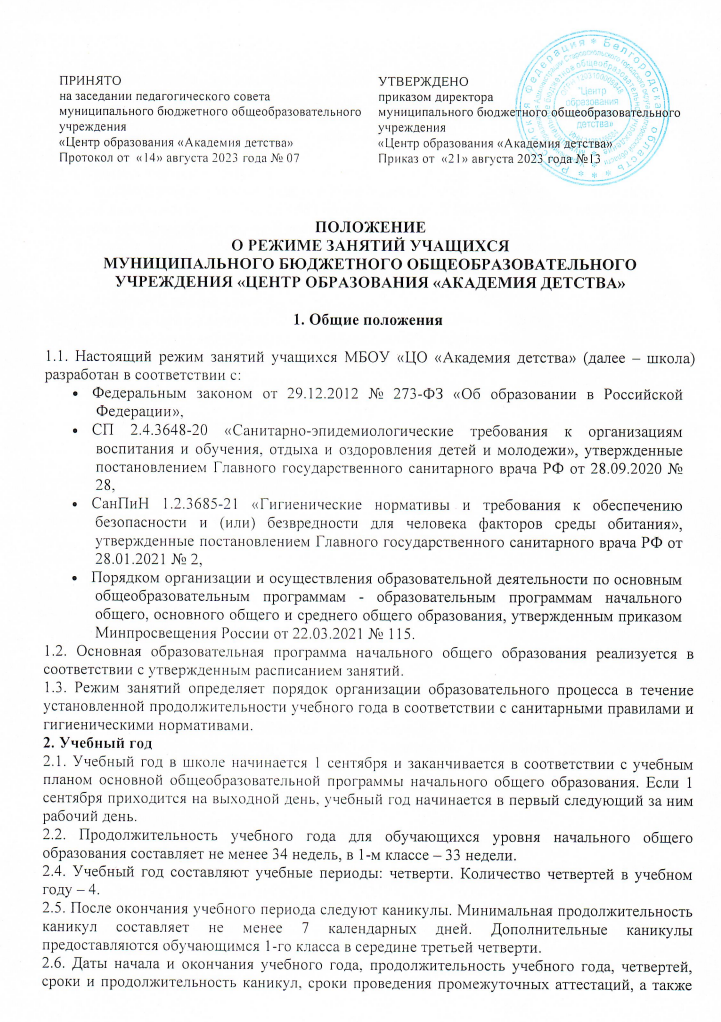 ПРИНЯТО
на заседании педагогического совета
муниципального бюджетного общеобразовательного
учреждения
«Центр образования «Академия детства»
Протокол от «14» августа 2023 года № 07
УТВЕРЖДЕНО
приказом директора
муниципального бюджетного общеобразовательного
учреждения
«Центр образования «Академия детства»
Приказ от «21» августа 2023 года №13
"Центр
образования
детства»
ПОЛОЖЕНИЕ
О РЕЖИМЕ ЗАНЯТИЙ УЧАЩИХСЯ
МУНИЦИПАЛЬНОГО БЮДЖЕТНОГО ОБЩЕОБРАЗОВАТЕЛЬНОГО
УЧРЕЖДЕНИЯ «ЦЕНТР ОБРАЗОВАНИЯ «АКАДЕМИЯ ДЕТСТВА»
1. Общие положения
1.1. Настоящий режим занятий учащихся МБОУ «ЦО «Академия детства» (далее – школа)
разработан в соответствии с:
• Федеральным законом от 29.12.2012 № 273-ФЗ «Об образовании в Российской
Федерации»,
• СП 2.4.3648-20 «Санитарно-эпидемиологические требования к организациям
воспитания и обучения, отдыха и оздоровления детей и молодежи», утвержденные
постановлением Главного государственного санитарного врача РФ от 28.09.2020 №
28,
• СанПиН 1.2.3685-21 «Гигиенические нормативы и требования к обеспечению
безопасности и (или) безвредности для человека факторов среды обитания»,
утвержденные постановлением Главного государственного санитарного врача РФ от
28.01.2021 № 2,
• Порядком организации и осуществления образовательной деятельности по основным
общеобразовательным программам - образовательным программам начального
общего, основного общего и среднего общего образования, утвержденным приказом
Минпросвещения России от 22.03.2021 № 115.
1.2. Основная образовательная программа начального общего образования реализуется в
соответствии с утвержденным расписанием занятий.
1.3. Режим занятий определяет порядок организации образовательного процесса в течение
установленной продолжительности учебного года в соответствии с санитарными правилами и
гигиеническими нормативами.
2. Учебный год
2.1. Учебный год в школе начинается 1 сентября и заканчивается в соответствии с учебным
планом основной общеобразовательной программы начального общего образования. Если 1
сентября приходится на выходной день, учебный год начинается в первый следующий за ним
рабочий день.
2.2. Продолжительность учебного года для обучающихся уровня начального общего
образования составляет не менее 34 недель, в 1-м классе – 33 недели.
2.4. Учебный год составляют учебные периоды: четверти. Количество четвертей в учебном
году – 4.
2.5. После окончания учебного периода следуют каникулы. Минимальная продолжительность
каникул составляет не менее 7 календарных дней. Дополнительные каникулы
предоставляются обучающимся 1-го класса в середине третьей четверти.
2.6. Даты начала и окончания учебного года, продолжительность учебного года, четвертей,
сроки и продолжительность каникул, сроки проведения промежуточных аттестаций, а также